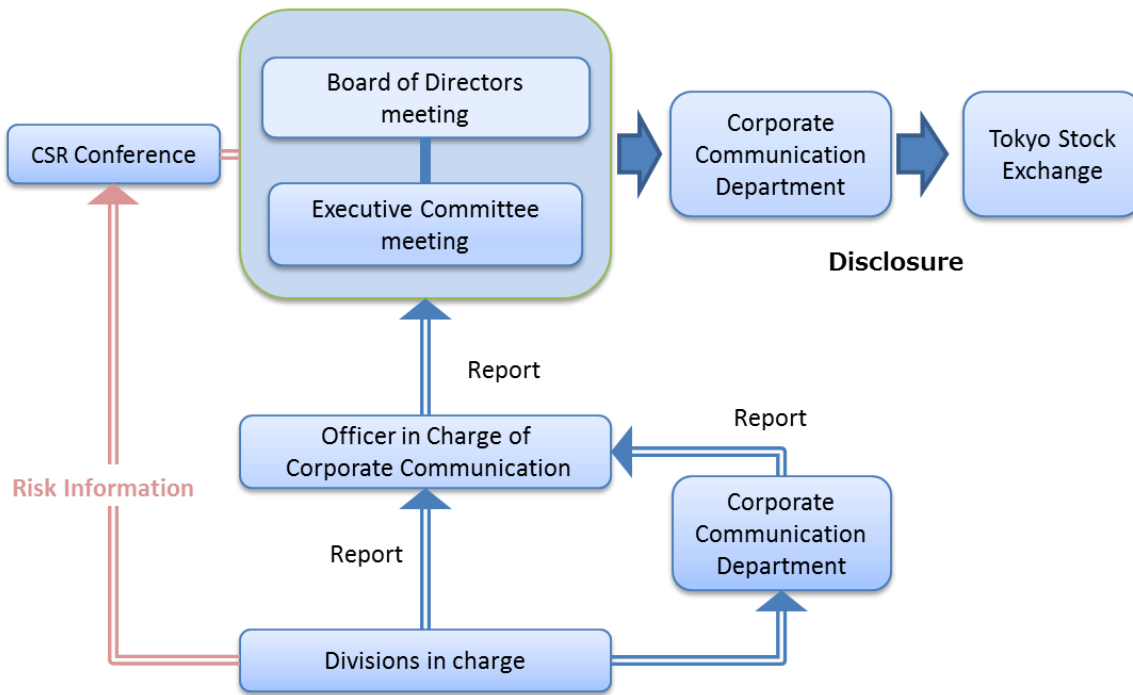 Board of Directors
meeting
CSR Conference
Executive Committee
meeting
Corporate
Communication
Department
Tokyo Stock
Exchange
Disclosure
Report
Officer in Charge of
Corporate Communication
Report
Risk Information
Corporate
Communication
Department
Report
Divisions in charge